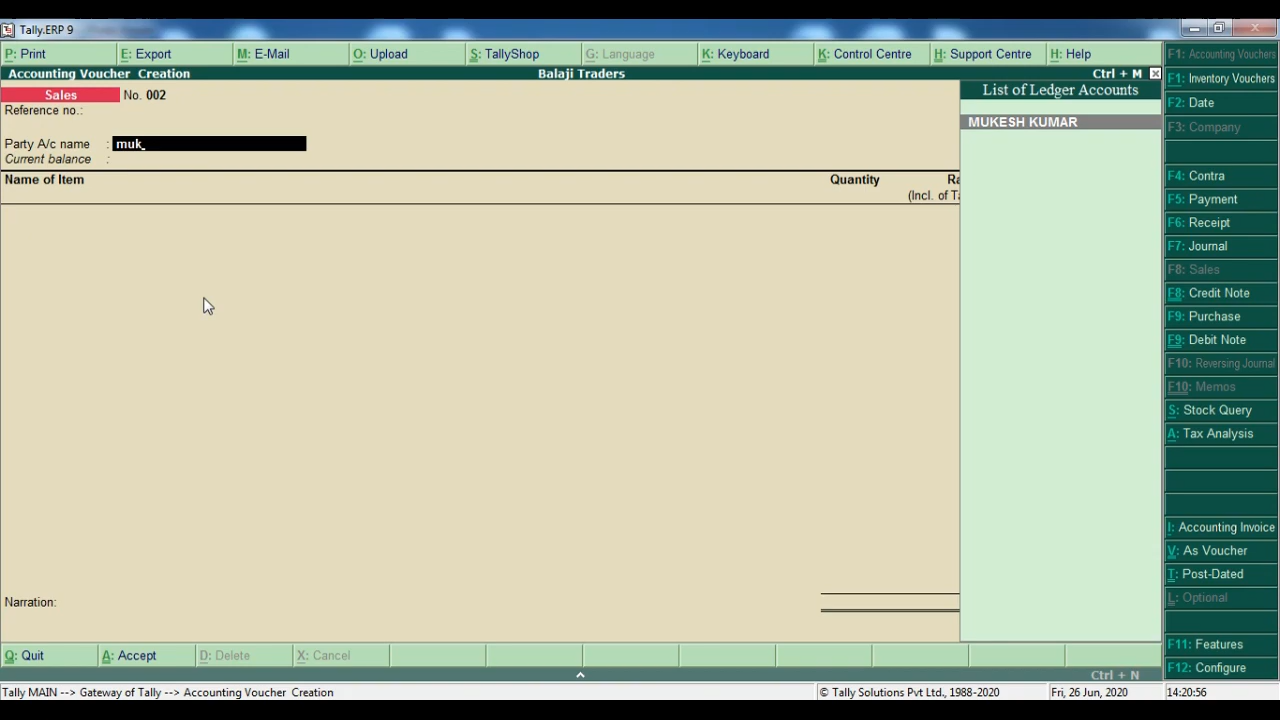 Tally.ERP 9
P: Print E: Export M: E-Mail O: Upload S: TallyShop G: Language K: Keyboard K: Control Centre H: Support Centre H: Help
Accounting Voucher Creation Balaji Traders Ctrl + M
Sales No. 002
Reference no.:
Party A/c name : muk
Current balance :
Name of Item Quantity Ra
(Incl. of Ta
Narration:
List of Ledger Accounts
MUKESH KUMAR
F1: Accounting Vouchers
F1: Inventory Vouchers
F2: Date
F3: Company
F4: Contra
F5: Payment
F6: Receipt
F7: Journal
F8: Sales
F8: Credit Note
F9: Purchase
F9: Debit Note
F10: Reversing Journal
F10: Memos
S: Stock Query
A: Tax Analysis
I: Accounting Invoice
V: As Voucher
T: Post-Dated
L: Optional
F11: Features
F12: Configure
Q: Quit A: Accept D: Delete X: Cancel
Ctrl + N
Tally MAIN --> Gateway of Tally --> Accounting Voucher Creation © Tally Solutions Pvt Ltd., 1988-2020 Fri, 26 Jun, 2020 14:20:56